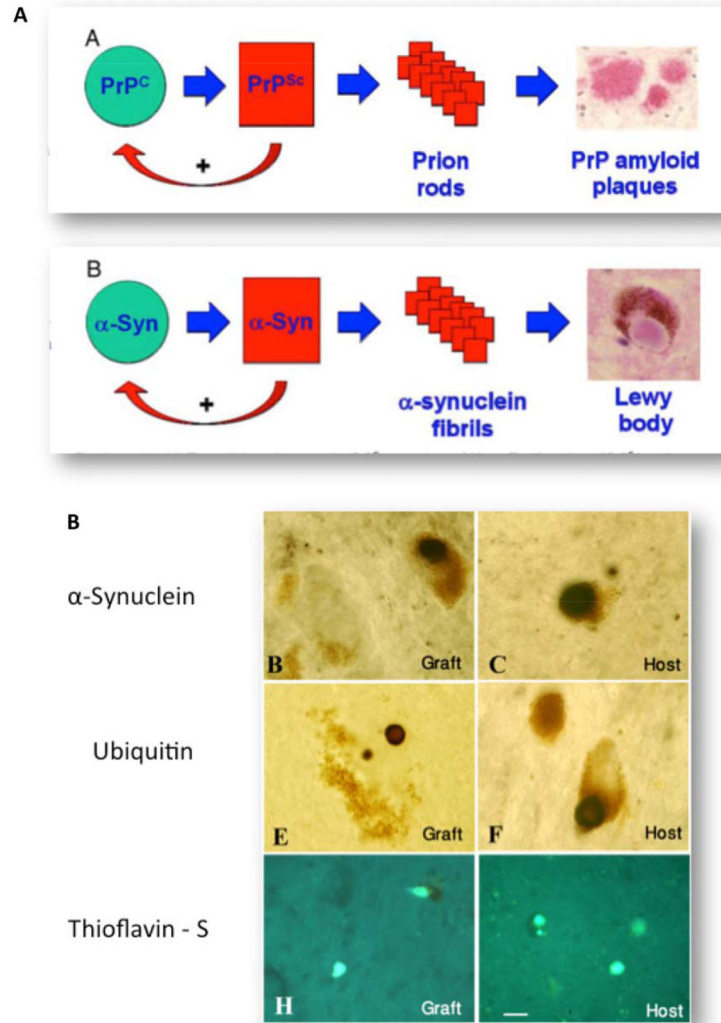 A
A
PrPC
PrPSc
+
Prion
rods
PrP amyloid
plaques
B
α-Syn
α-Syn
+
α-synuclein
fibrils
Lewy
body
B
α-Synuclein
B
Graft
C
Host
Ubiquitin
E
Graft
F
Host
Thioflavin - S
H
Graft
Host